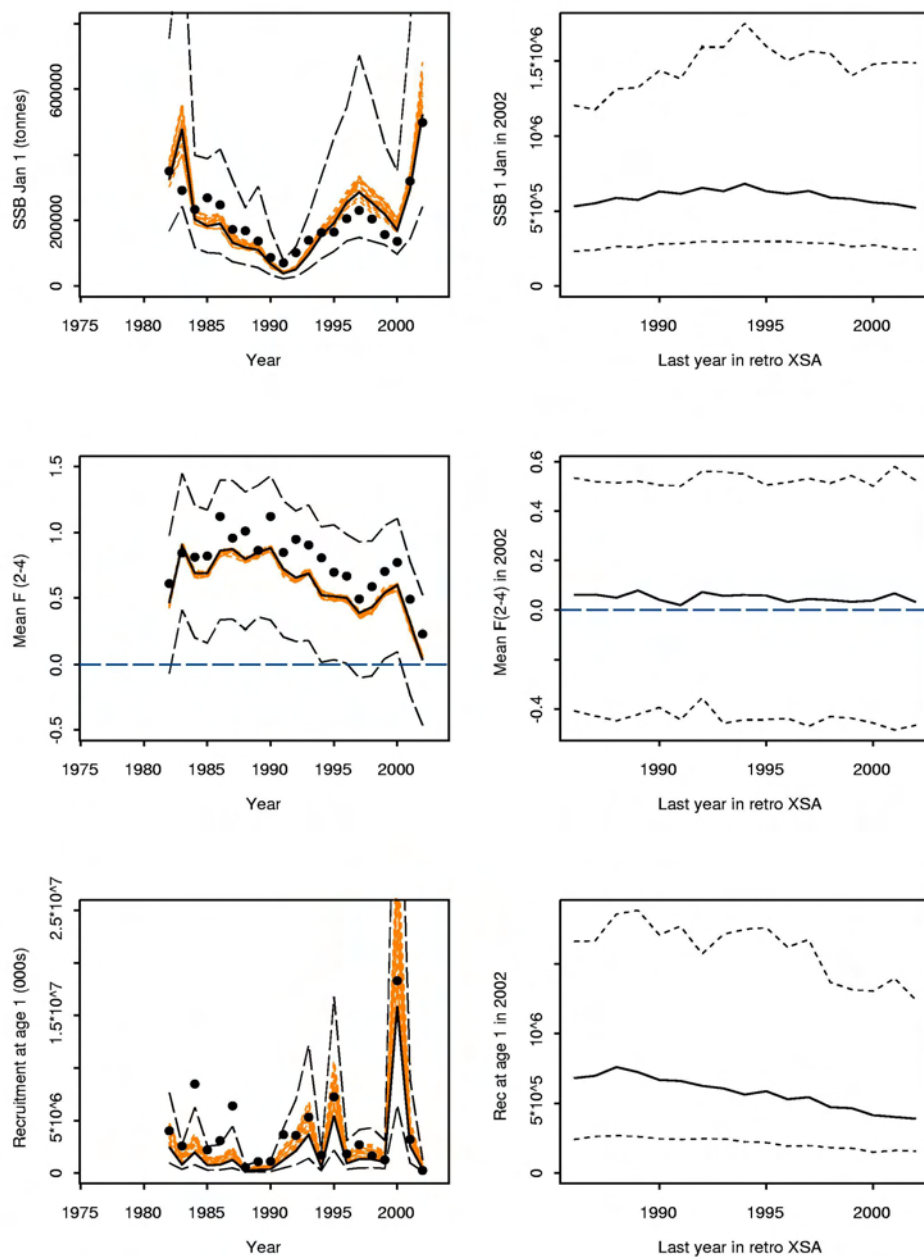 SSB Jan 1 (tonnes)
600000
200000
0
1975 1980 1985 1990 1995 2000
Year
SSB 1 Jan in 2002
1.5*10^6
10^6
5*10^5
0
1990 1995 2000
Last year in retro XSA
Mean F (2-4)
1.5
1.0
0.5
0.0
-0.5
1975 1980 1985 1990 1995 2000
Year
Mean F(2-4) in 2002
0.6
0.4
0.2
0.0
-0.4
1990 1995 2000
Last year in retro XSA
Recruitment at age 1 (000s)
2.5*10^7
1.5*10^7
5*10^6
0
1975 1980 1985 1990 1995 2000
Year
Rec at age 1 in 2002
10^6
5*10^5
0
1990 1995 2000
Last year in retro XSA